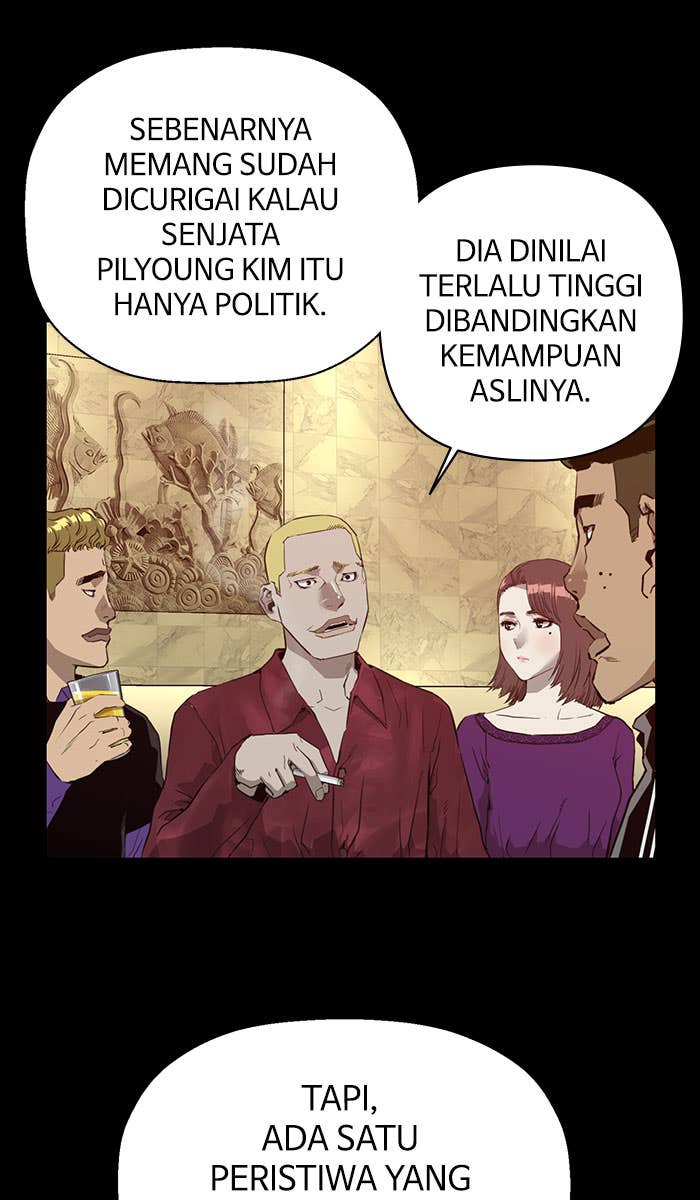 SEBENARNYA
MEMANG SUDAH
DICURIGAI KALAU
SENJATA
PILYOUNG KIM ITU
HANYA POLITIK.
DIA DINILAI
TERLALU TINGGI
DIBANDINGKAN
KEMAMPUAN
ASLINYA.
TAPI,
ADA SATU
PERISTIWA YANG